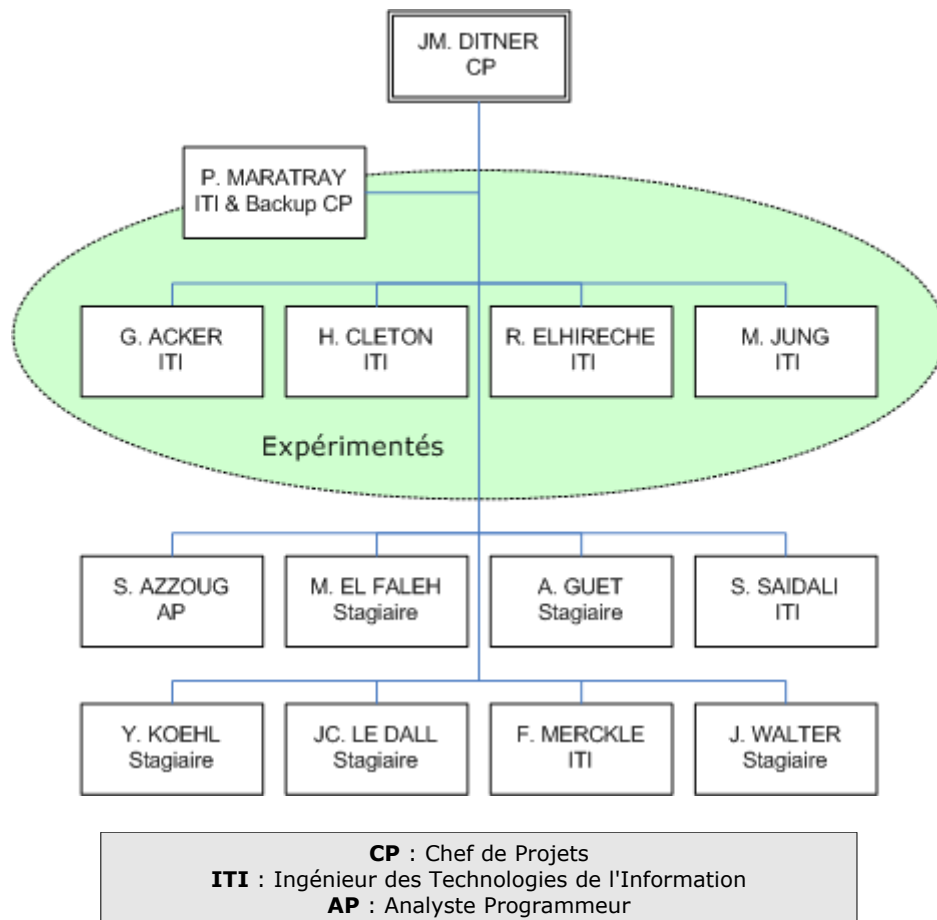 JM. DITNER
CP
P. MARATRAY
ITI & Backup CP
G. ACKER
ITI
H. CLETON
ITI
R. ELHIRECHE
ITI
M. JUNG
ITI
Expérimentés
S. AZZOUG
AP
M. EL FALEH
Stagiaire
A. GUET
Stagiaire
S. SAIDALI
ITI
Y. KOEHL
Stagiaire
JC. LE DALL
Stagiaire
F. MERCKLE
ITI
J. WALTER
Stagiaire
CP : Chef de Projets
ITI : Ingénieur des Technologies de l'Information
AP : Analyste Programmeur